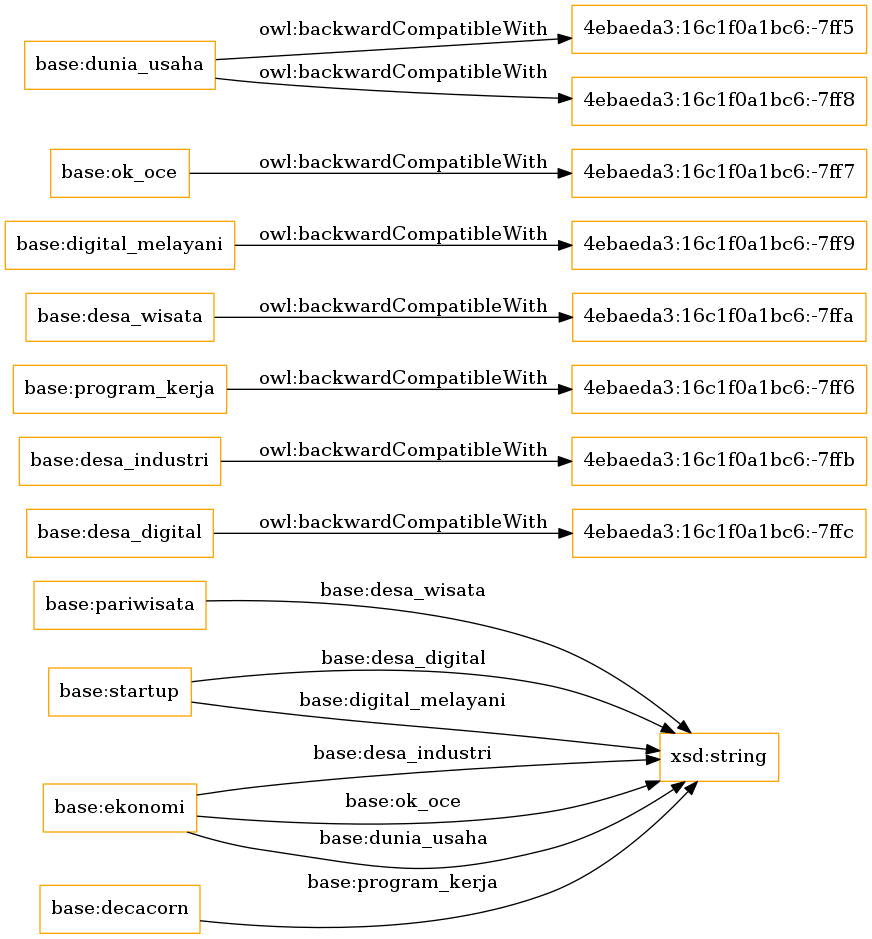 owl:backwardCompatibleWith
4ebaeda3:16c1f0a1bc6:-7ff5
base:dunia_usaha
owl:backwardCompatibleWith
4ebaeda3:16c1f0a1bc6:-7ff8
base:ok_oce
owl:backwardCompatibleWith
4ebaeda3:16c1f0a1bc6:-7ff7
base:digital_melayani
owl:backwardCompatibleWith
4ebaeda3:16c1f0a1bc6:-7ff9
base:desa_wisata
owl:backwardCompatibleWith
4ebaeda3:16c1f0a1bc6:-7ffa
base:program_kerja
owl:backwardCompatibleWith
4ebaeda3:16c1f0a1bc6:-7ff6
base:desa_industri
owl:backwardCompatibleWith
4ebaeda3:16c1f0a1bc6:-7ffb
base:desa_digital
owl:backwardCompatibleWith
4ebaeda3:16c1f0a1bc6:-7ffc
base:pariwisata
base:desa_wisata
base:startup
base:desa_digital
base:digital_melayani
xsd:string
base:ekonomi
base:desa_industri
base:ok_oce
base:dunia_usaha
base:decacorn
base:program_kerja